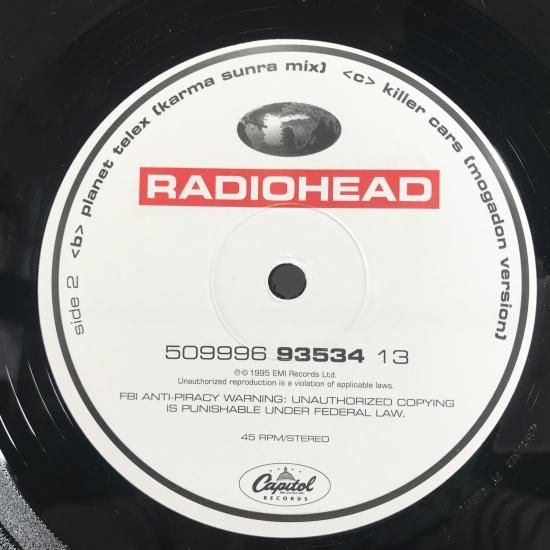 side 2 <b> planet telex (karma sunra mix) <c> killer cars (mogadon version)
RADIOHEAD
509996 93534 13
℗ © 1995 EMI Records Ltd.
Unauthorized reproduction is a violation of applicable laws.
FBI ANTI-PIRACY WARNING: UNAUTHORIZED COPYING
IS PUNISHABLE UNDER FEDERAL LAW.
45 RPM/STEREO
Capitol
RECORDS